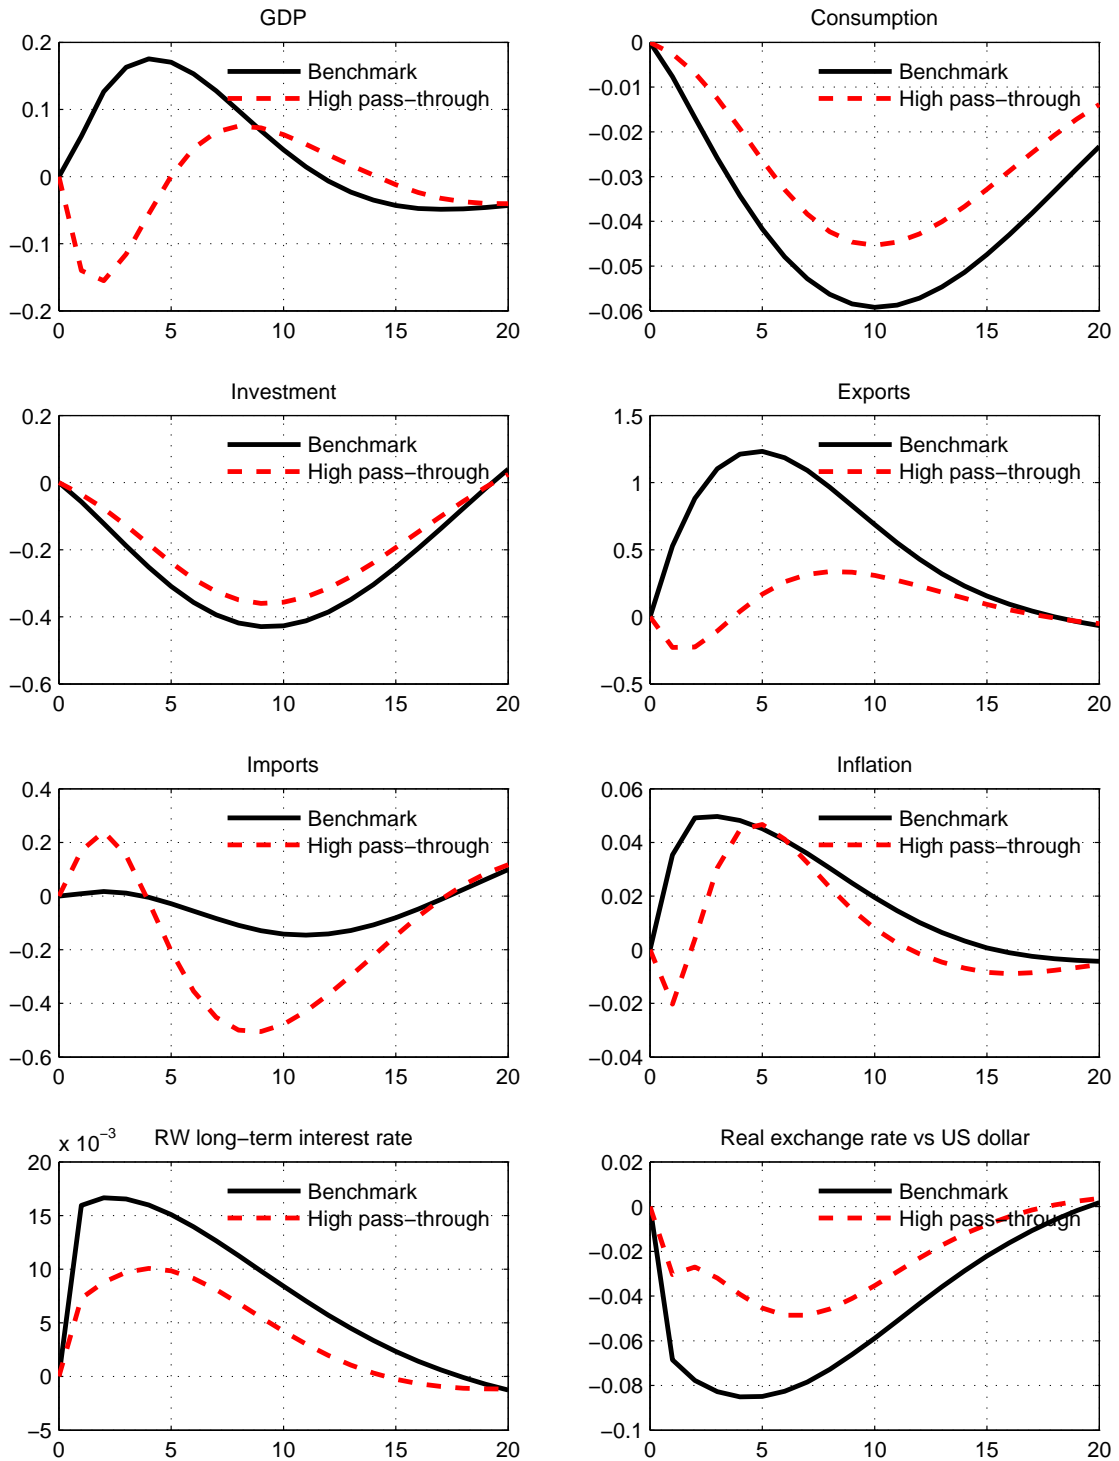 GDP
0.2
0.1
0
−0.1
−0.2
0 5 10 15 20
Benchmark
High pass−through
Consumption
0
−0.01
−0.02
−0.03
−0.04
−0.05
−0.06
0 5 10 15 20
Benchmark
High pass−through
Investment
0.2
0
−0.2
−0.4
−0.6
0 5 10 15 20
Benchmark
High pass−through
Exports
1.5
1
0.5
0
−0.5
0 5 10 15 20
Benchmark
High pass−through
Imports
0.4
0.2
0
−0.2
−0.4
−0.6
0 5 10 15 20
Benchmark
High pass−through
Inflation
0.06
0.04
0.02
0
−0.02
−0.04
0 5 10 15 20
Benchmark
High pass−through
x 10−3 RW long−term interest rate
20
15
10
5
0
−5
0 5 10 15 20
Benchmark
High pass−through
Real exchange rate vs US dollar
0.02
0
−0.02
−0.04
−0.06
−0.08
−0.1
0 5 10 15 20
Benchmark
High pass−through